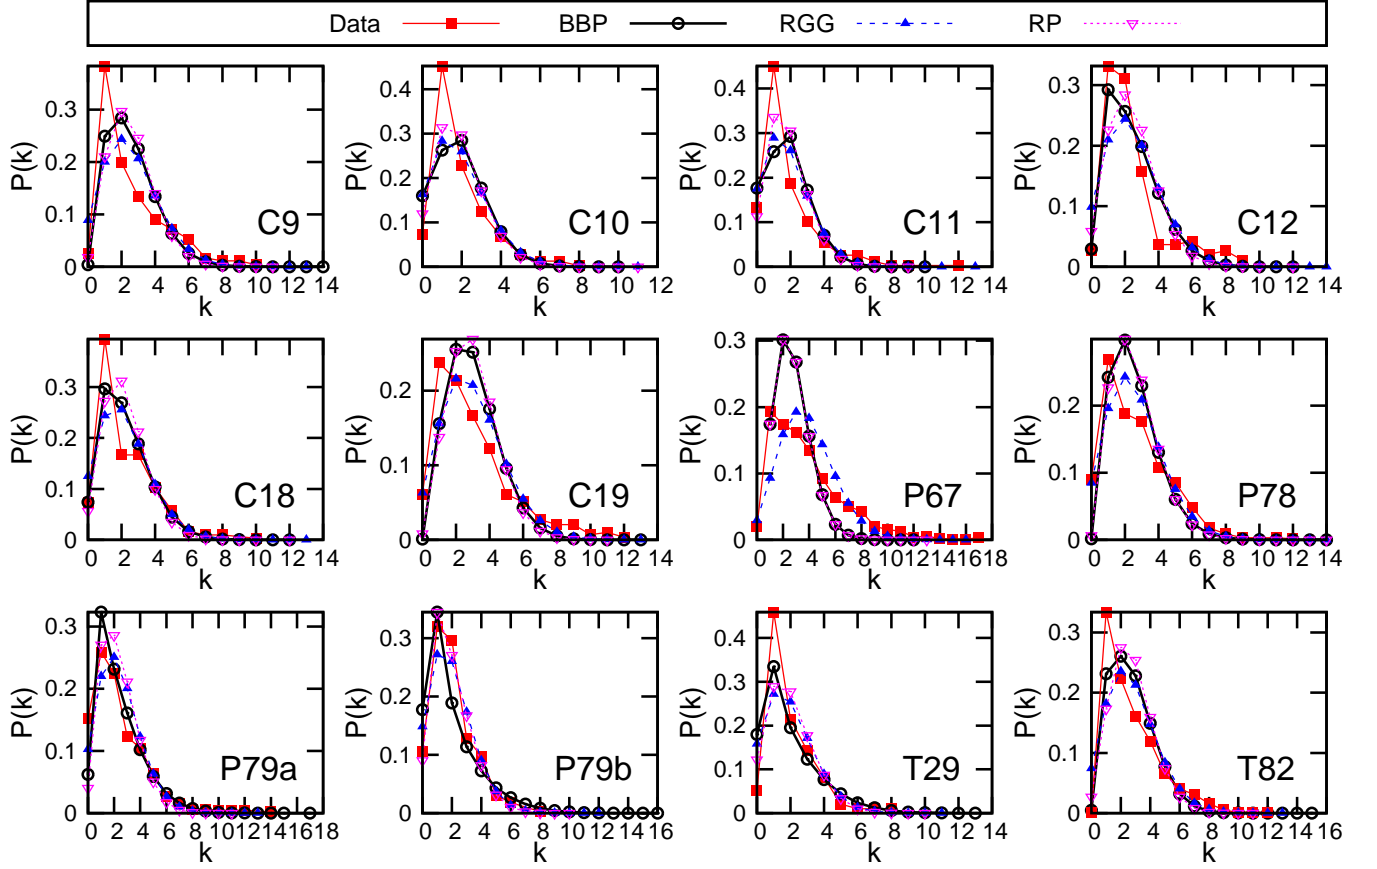 Data BBP RGG RP
0.3 0.2 0.1 0 P(k) C9 0 2 4 6 8 10 12 14 k
0.4 0.3 0.2 0.1 0 P(k) C10 0 2 4 6 8 10 12 k
0.4 0.3 0.2 0.1 0 P(k) C11 0 2 4 6 8 10 12 14 k
0.3 0.2 0.1 0 P(k) C12 0 2 4 6 8 10 12 14 k
0.3 0.2 0.1 0 P(k) C18 0 2 4 6 8 10 12 14 k
0.2 0.1 0 P(k) C19 0 2 4 6 8 10 12 14 k
0.3 0.2 0.1 0 P(k) P67 0 2 4 6 8 10 12 14 16 18 k
0.2 0.1 0 P(k) P78 0 2 4 6 8 10 12 14 k
0.3 0.2 0.1 0 P(k) P79a 0 2 4 6 8 10 12 14 16 18 k
0.3 0.2 0.1 0 P(k) P79b 0 2 4 6 8 10 12 14 16 k
0.4 0.3 0.2 0.1 0 P(k) T29 0 2 4 6 8 10 12 14 k
0.3 0.2 0.1 0 P(k) T82 0 2 4 6 8 10 12 14 16 k